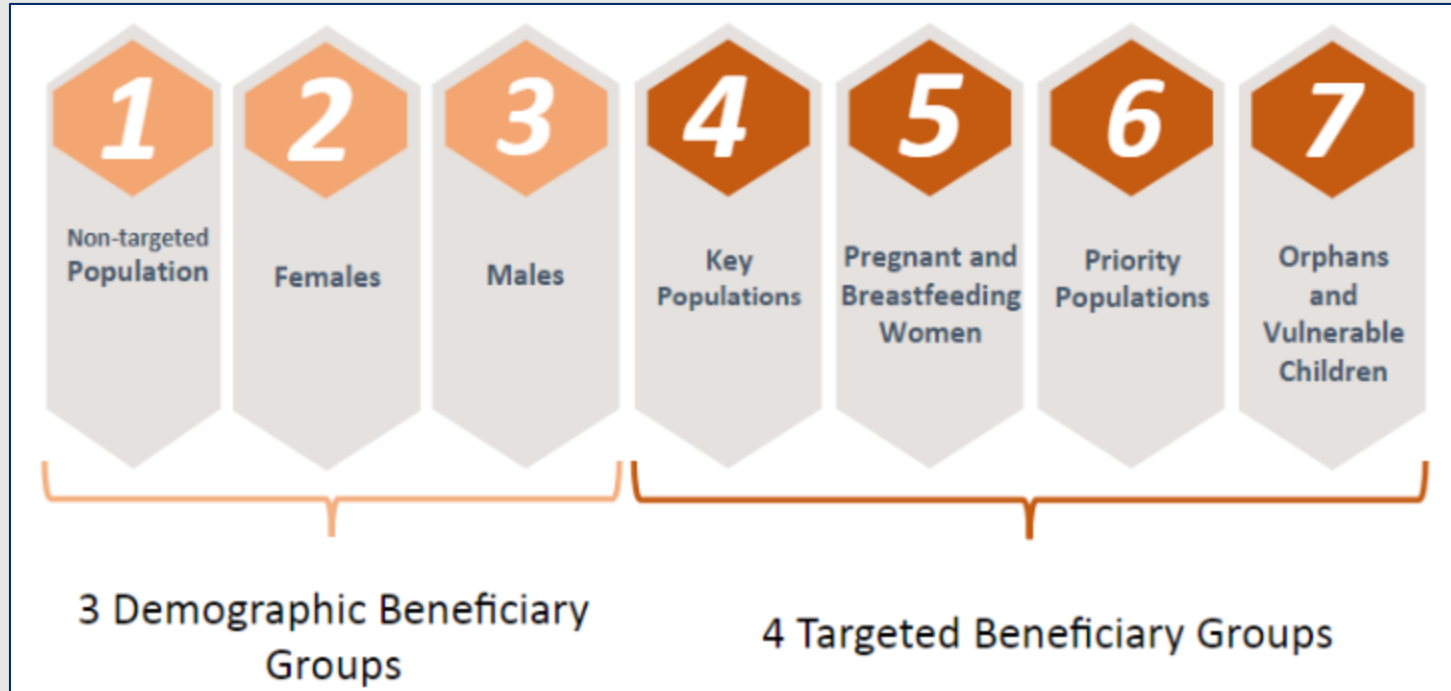 1
Non-targeted
Population
2
Females
3
Males
4
Key
Populations
5
Pregnant and
Breastfeeding
Women
6
Priority
Populations
7
Orphans
and
Vulnerable
Children
3 Demographic Beneficiary
Groups
4 Targeted Beneficiary Groups